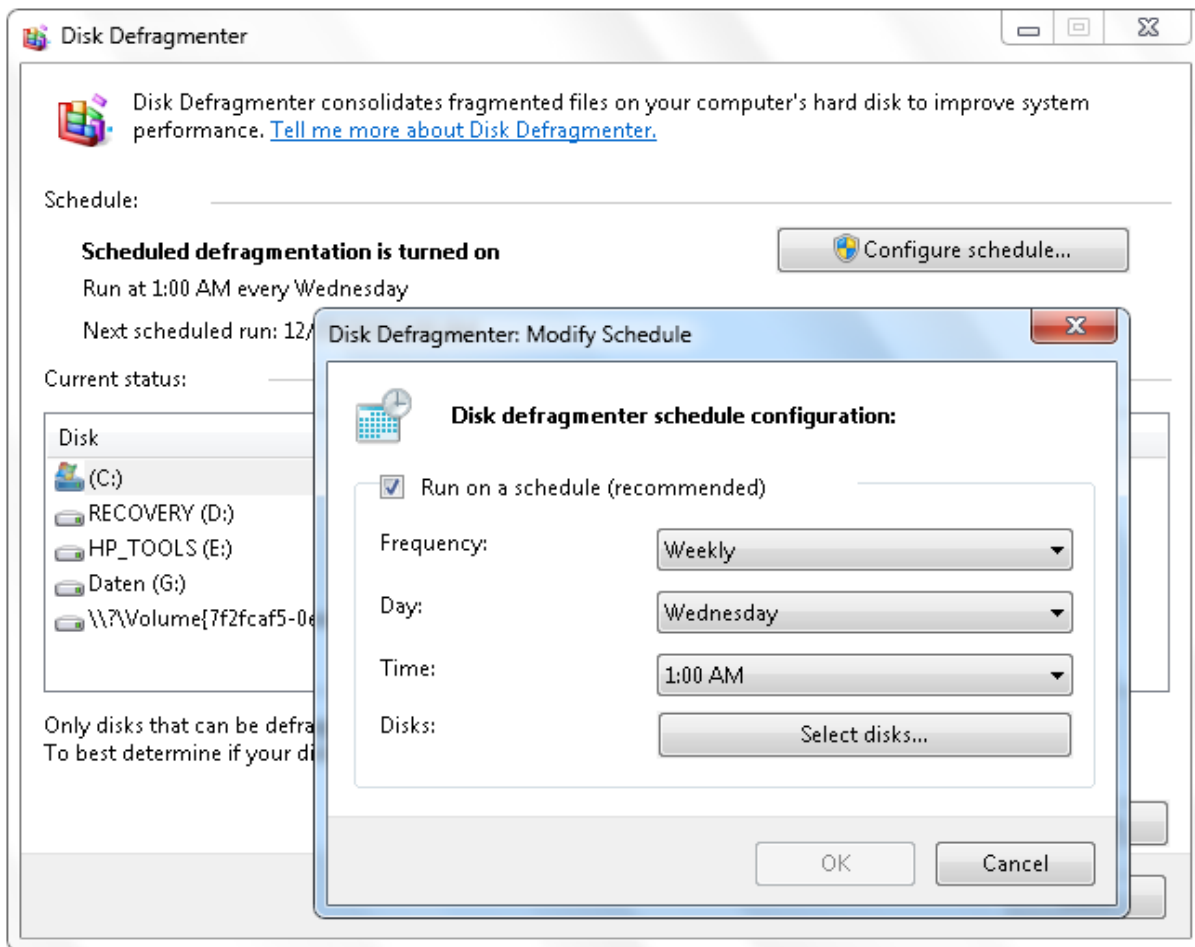 Disk Defragmenter
Disk Defragmenter consolidates fragmented files on your computer's hard disk to improve system
performance. Tell me more about Disk Defragmenter.
Schedule:
Scheduled defragmentation is turned on
Configure schedule...
Run at 1:00 AM every Wednesday
Next scheduled run: 12/
Current status:
Disk
(C:)
RECOVERY (D:)
HP_TOOLS (E:)
Daten (G:)
\\?\Volume{7f2fcaf5-0e
Only disks that can be defra
To best determine if your di
Disk Defragmenter: Modify Schedule
Disk defragmenter schedule configuration:
Run on a schedule (recommended)
Frequency:
Weekly
Day:
Wednesday
Time:
1:00 AM
Disks:
Select disks...
OK
Cancel